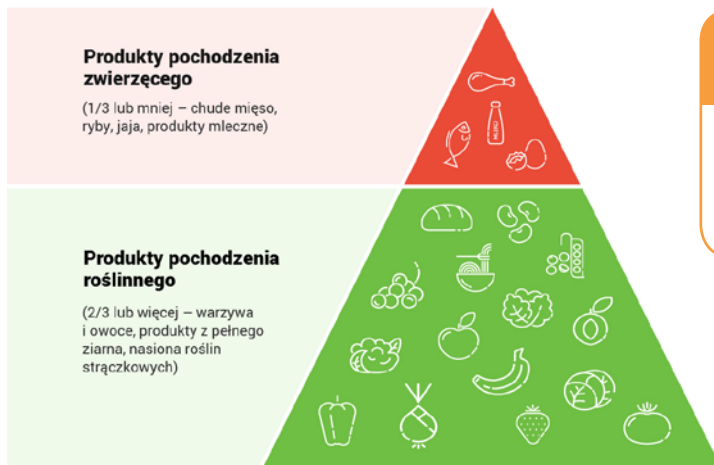 Produkty pochodzenia
zwierzęcego
(1/3 lub mniej – chude mięso,
ryby, jaja, produkty mleczne)
MLEKO
Produkty pochodzenia
roślinnego
(2/3 lub więcej – warzywa
i owoce, produkty z pełnego
ziarna, nasiona roślin
strączkowych)